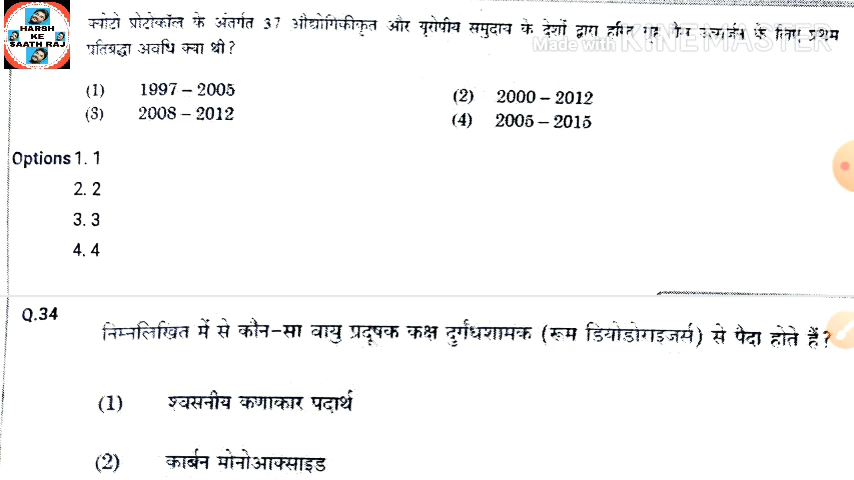 HARSH
KE
SAATH RAJ
Made with KINEMASTER
क्योटो प्रोटोकॉल के अंतर्गत 37 औद्योगिकीकृत और यूरोपीय समुदाय के देशों द्वारा हरित गृह गैस उत्सर्जन के लिए प्रथम
प्रतिबद्धता अवधि क्या थी?
(1) 1997 – 2005
(2) 2000 – 2012
(3) 2008 – 2012
(4) 2005 – 2015
Options 1. 1
2. 2
3. 3
4. 4
Q.34
निम्नलिखित में से कौन-सा वायु प्रदूषक कक्ष दुर्गंधशामक (रूम डियोडोराइजर्स) से पैदा होते हैं?
(1) श्वसनीय कणाकार पदार्थ
(2) कार्बन मोनोआक्साइड